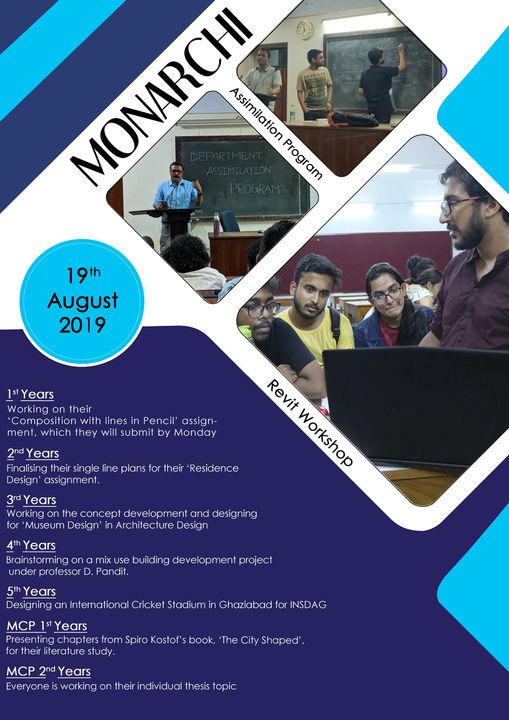 MONARCHI
Assimilation Program
DEPARTMENT
ASSIMILATION
PROGRAM
19th
August
2019
Revit Workshop
1st Years
Working on their
‘Composition with lines in Pencil’ assign-
ment, which they will submit by Monday
2nd Years
Finalising their single line plans for their ‘Residence
Design’ assignment.
3rd Years
Working on the concept development and designing
for ‘Museum Design’ in Architecture Design
4th Years
Brainstorming on a mix use building development project
under professor D. Pandit.
5th Years
Designing an International Cricket Stadium in Ghaziabad for INSDAG
MCP 1st Years
Presenting chapters from Spiro Kostof’s book, ‘The City Shaped’,
for their literature study.
MCP 2nd Years
Everyone is working on their individual thesis topic